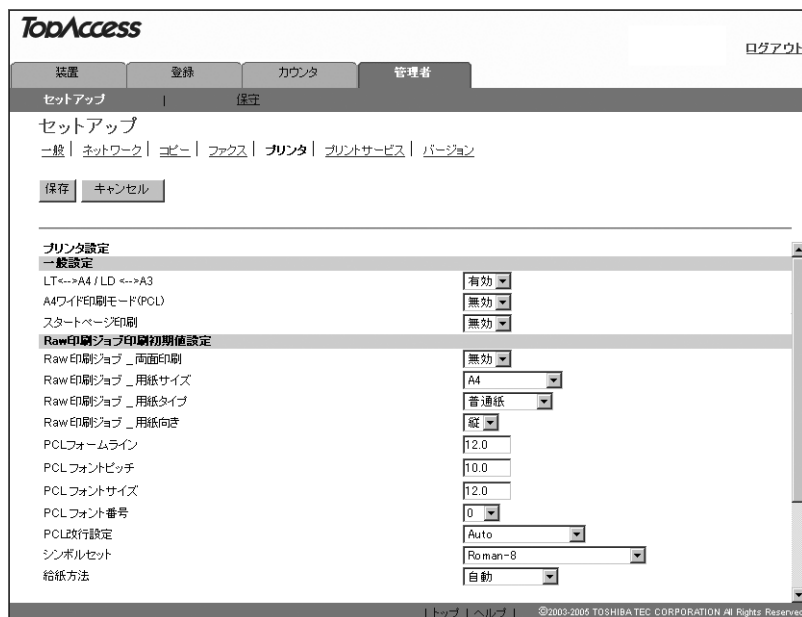 TopAccess
ログアウト
装置 登録 カウンタ 管理者
セットアップ | 保守
セットアップ
一般 | ネットワーク | コピー | ファクス | プリンタ | プリントサービス | バージョン
保存 キャンセル
プリンタ設定
一般設定
LT<-->A4 / LD <-->A3 有効
A4ワイド印刷モード(PCL) 無効
スタートページ印刷 無効
Raw印刷ジョブ印刷初期値設定
Raw印刷ジョブ _ 両面印刷 無効
Raw印刷ジョブ _ 用紙サイズ A4
Raw印刷ジョブ _ 用紙タイプ 普通紙
Raw印刷ジョブ _ 用紙向き 縦
PCLフォームライン 12.0
PCLフォントピッチ 10.0
PCLフォントサイズ 12.0
PCLフォント番号 0
PCL改行設定 Auto
シンボルセット Roman-8
給紙方法 自動
| トップ | ヘルプ | ©2003-2005 TOSHIBA TEC CORPORATION All Rights Reserved